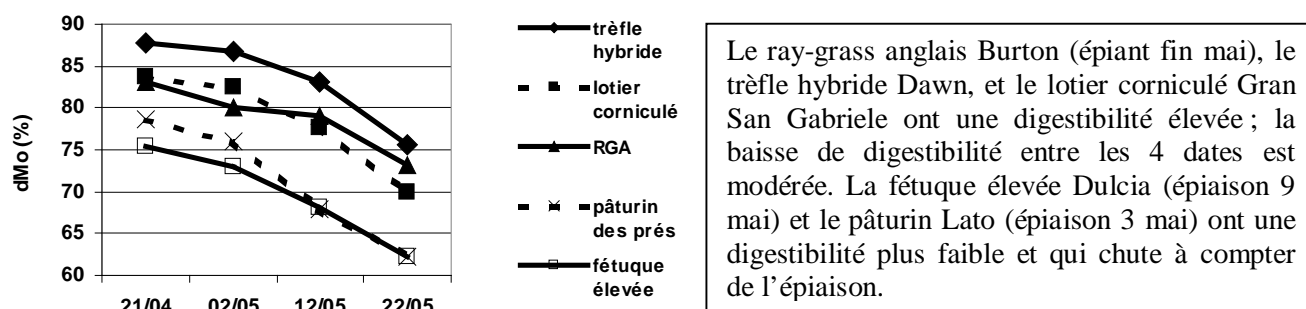 90
85
80
75
70
65
60
dMo (%)
21/04 02/05 12/05 22/05
trèfle
hybride
lotier
corniculé
RGA
pâturin
des prés
fétuque
élevée
Le ray-grass anglais Burton (épiant fin mai), le
trèfle hybride Dawn, et le lotier corniculé Gran
San Gabriele ont une digestibilité élevée ; la
baisse de digestibilité entre les 4 dates est
modérée. La fétuque élevée Dulcia (épiaison 9
mai) et le pâturin Lato (épiaison 3 mai) ont une
digestibilité plus faible et qui chute à compter
de l’épiaison.